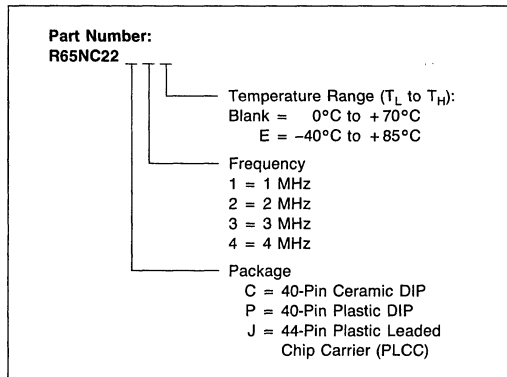 Part Number:
R65NC22 _ _ _
Temperature Range (TL to TH):
Blank = 0°C to +70°C
E = –40°C to +85°C
Frequency
1 = 1 MHz
2 = 2 MHz
3 = 3 MHz
4 = 4 MHz
Package
C = 40-Pin Ceramic DIP
P = 40-Pin Plastic DIP
J = 44-Pin Plastic Leaded
Chip Carrier (PLCC)